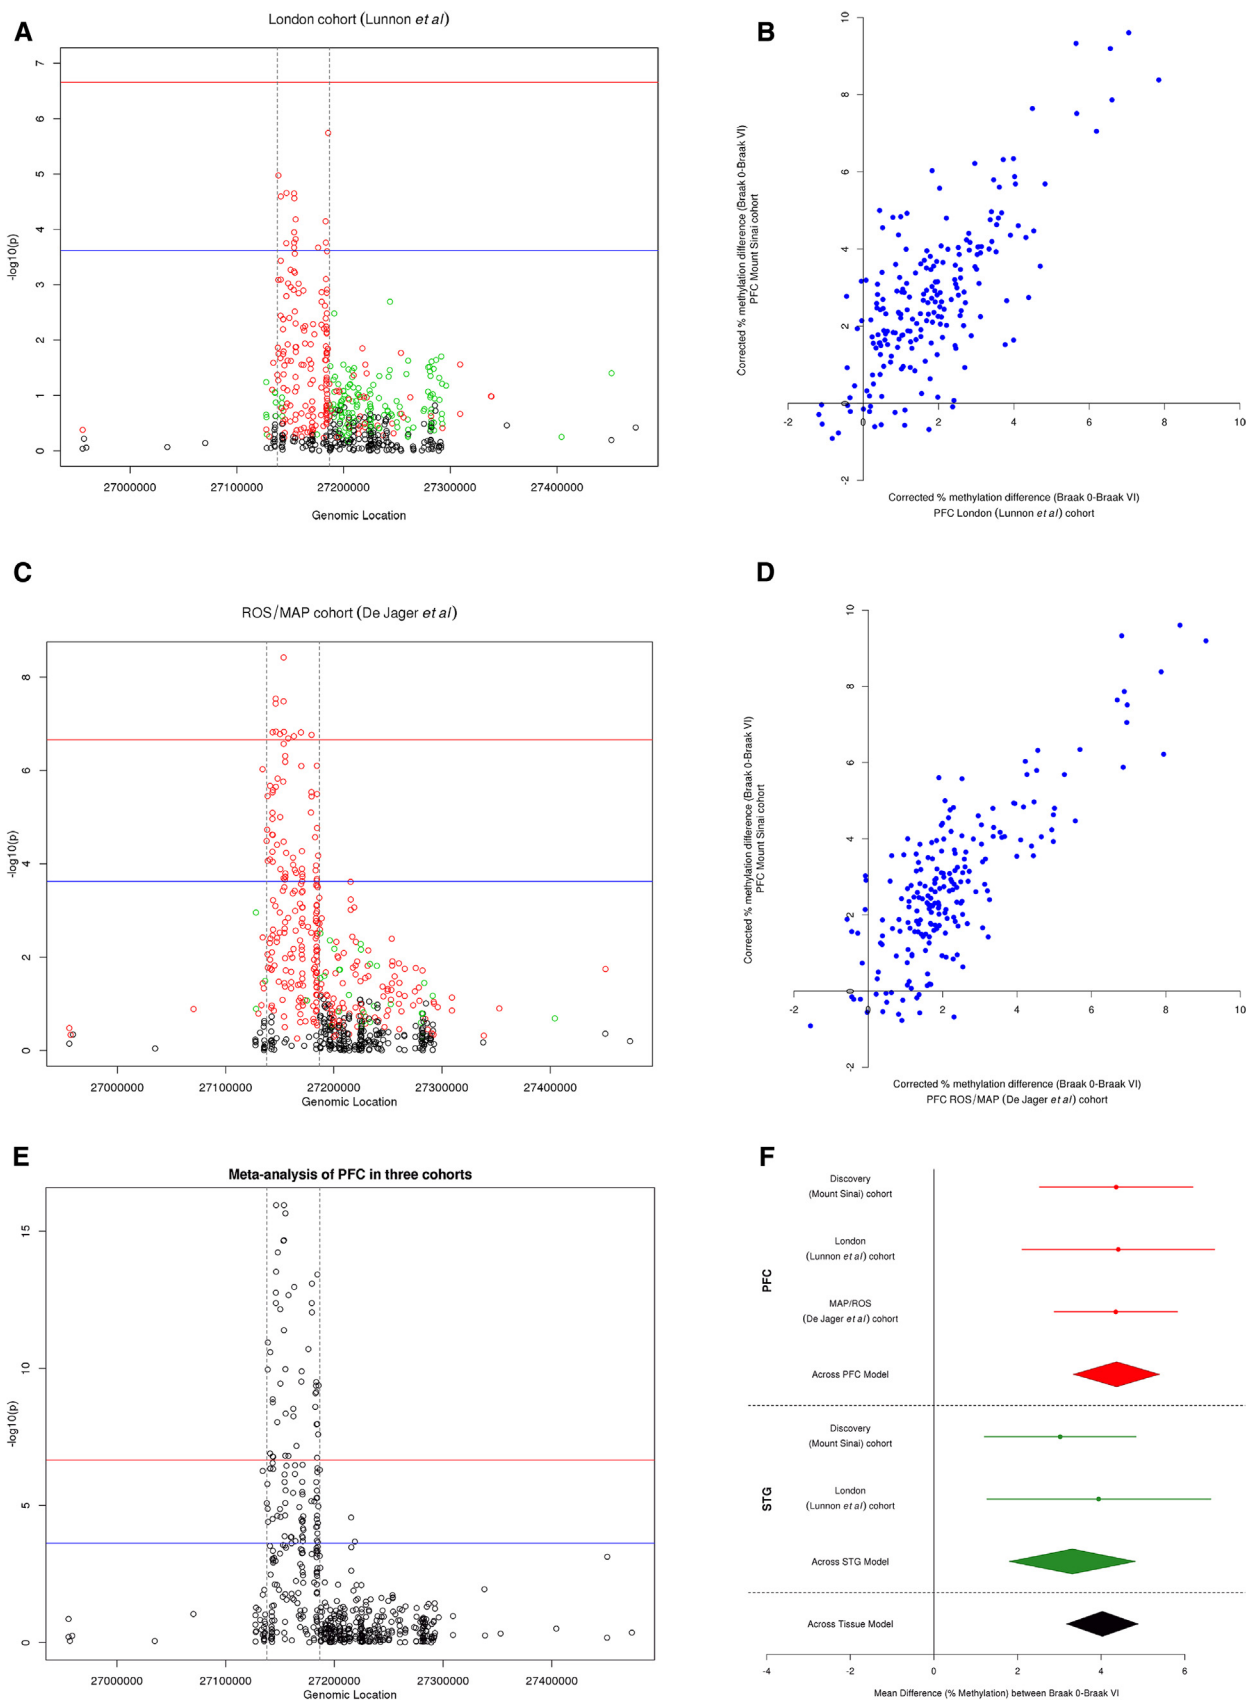 A
London cohort (Lunnon et al)
7
6
5
4
3
2
1
0
-log10(p)
27000000 27100000 27200000 27300000 27400000
Genomic Location
B
10
8
6
4
2
0
-2
Corrected % methylation difference (Braak 0-Braak VI)
PFC Mount Sinai cohort
-2 0 2 4 6 8 10
Corrected % methylation difference (Braak 0-Braak VI)
PFC London (Lunnon et al) cohort
C
ROS/MAP cohort (De Jager et al)
8
6
4
2
0
-log10(p)
27000000 27100000 27200000 27300000 27400000
Genomic Location
D
10
8
6
4
2
0
-2
Corrected % methylation difference (Braak 0-Braak VI)
PFC Mount Sinai cohort
-2 0 2 4 6 8 10
Corrected % methylation difference (Braak 0-Braak VI)
PFC ROS/MAP (De Jager et al) cohort
E
Meta-analysis of PFC in three cohorts
15
10
5
0
-log10(p)
27000000 27100000 27200000 27300000 27400000
Genomic Location
F
PFC
Discovery
(Mount Sinai) cohort
London
(Lunnon et al) cohort
MAP/ROS
(De Jager et al) cohort
Across PFC Model
STG
Discovery
(Mount Sinai) cohort
London
(Lunnon et al) cohort
Across STG Model
Across Tissue Model
-4 -2 0 2 4 6
Mean Difference (% Methylation) between Braak 0-Braak VI